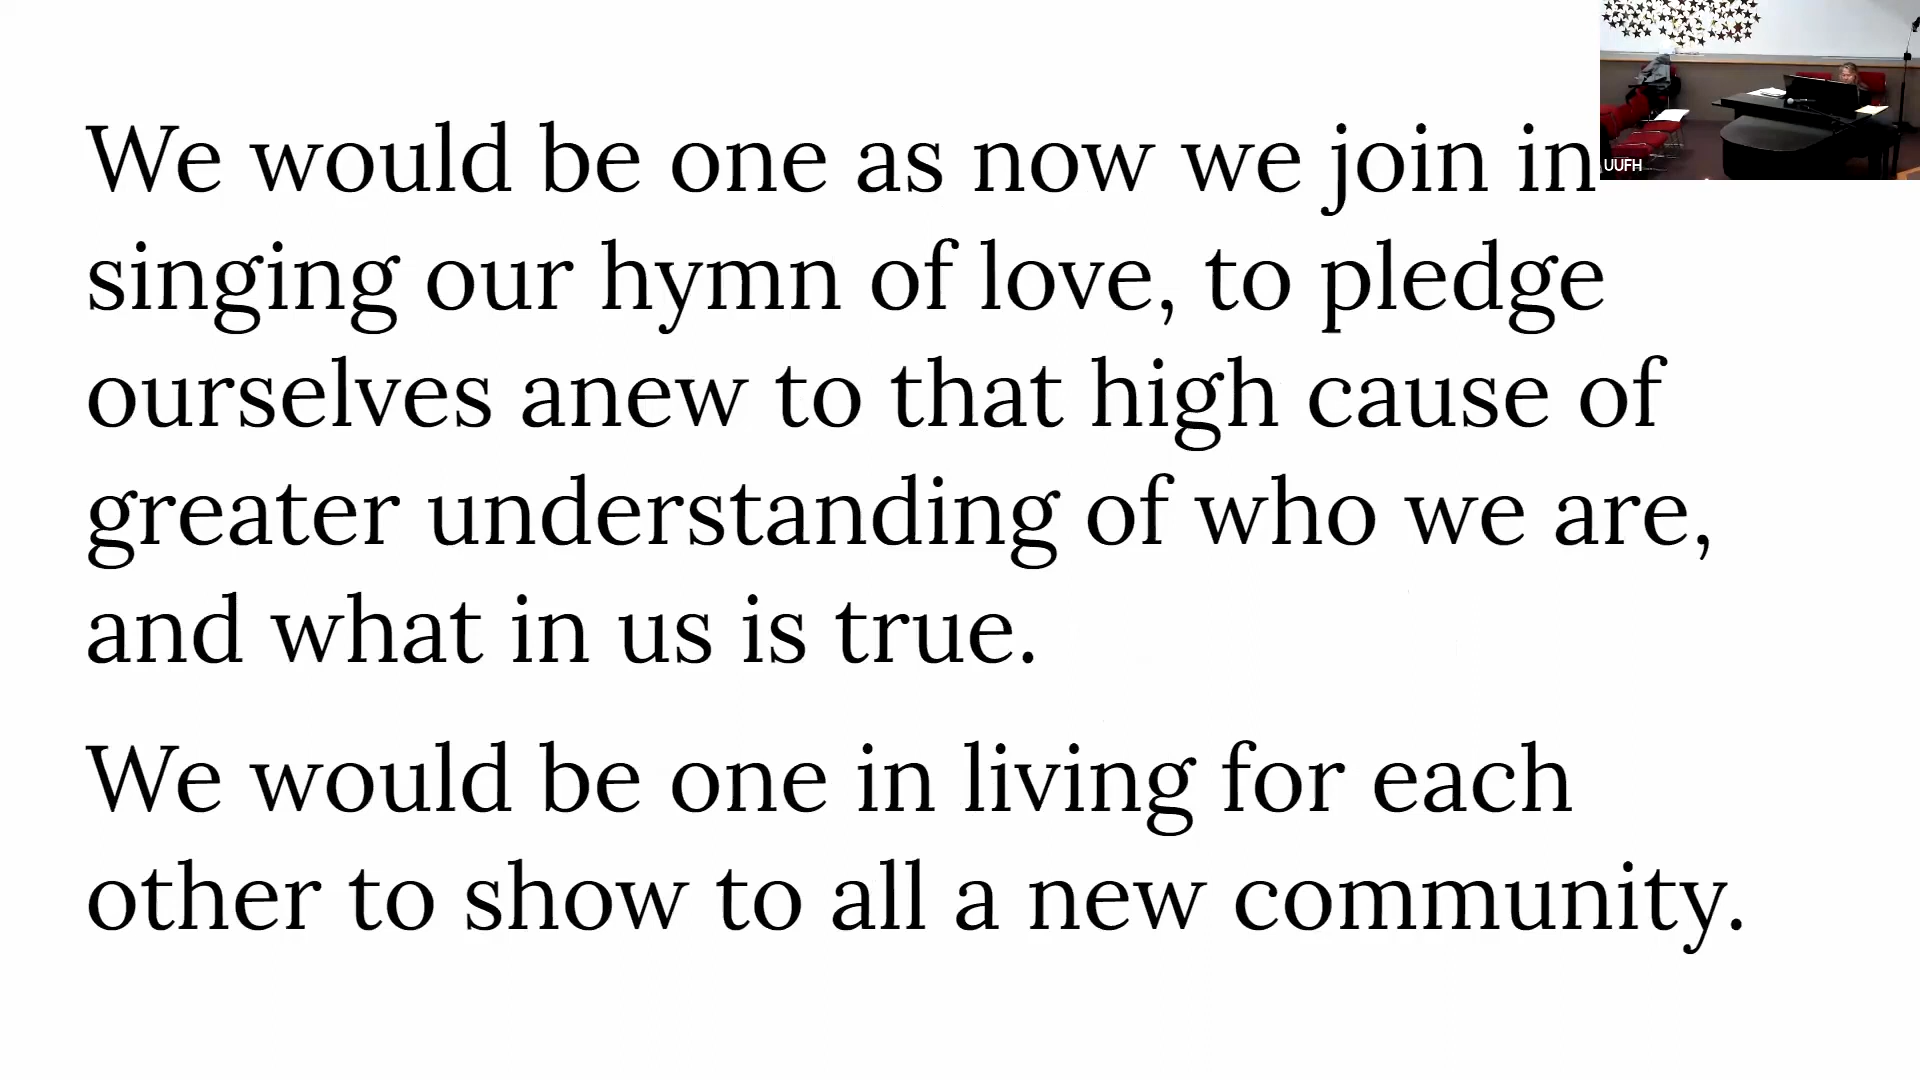 We would be one as now we join in
singing our hymn of love, to pledge
ourselves anew to that high cause of
greater understanding of who we are,
and what in us is true.
We would be one in living for each
other to show to all a new community.
UUFH